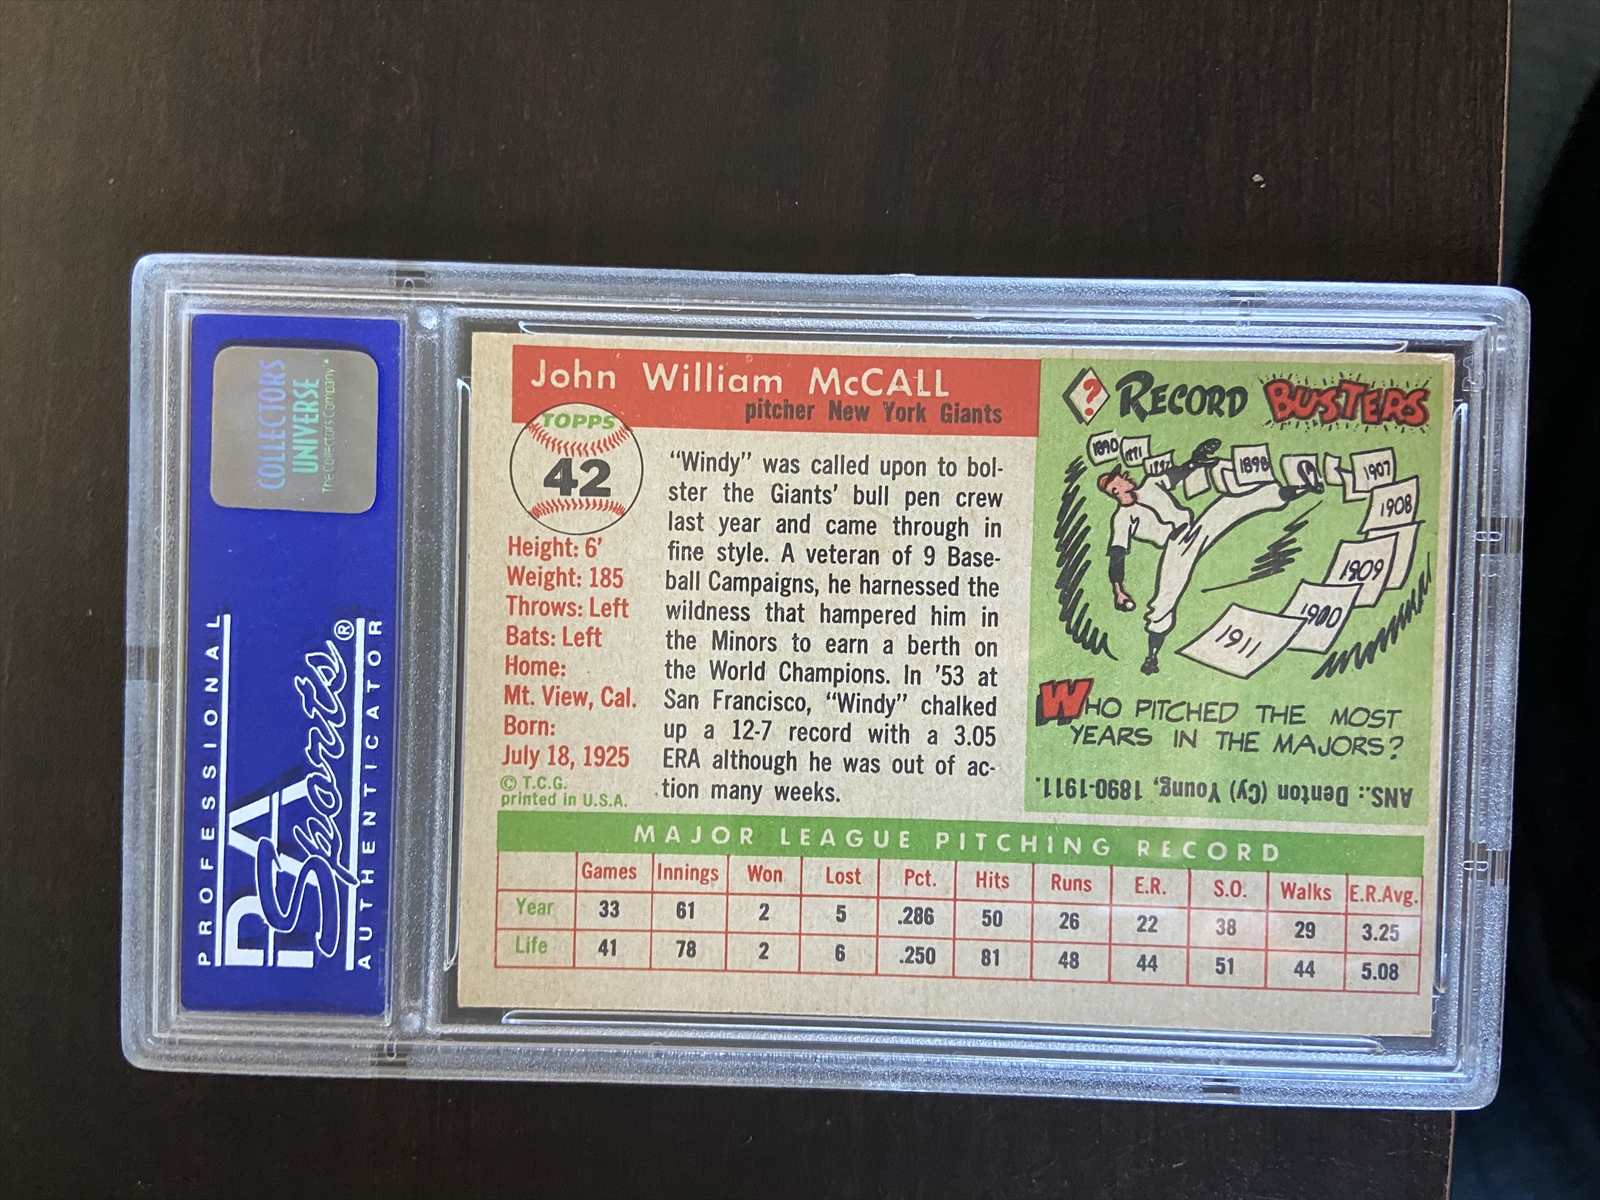 COLLECTORS
UNIVERSE
The Collectors Company™
PROFESSIONAL
PSA
Sports®
AUTHENTICATOR
John William McCALL
pitcher New York Giants
TOPPS
42
Height: 6'
Weight: 185
Throws: Left
Bats: Left
Home:
Mt. View, Cal.
Born:
July 18, 1925
© T.C.G.
printed in U.S.A.
"Windy" was called upon to bol-
ster the Giants' bull pen crew
last year and came through in
fine style. A veteran of 9 Base-
ball Campaigns, he harnessed the
wildness that hampered him in
the Minors to earn a berth on
the World Champions. In '53 at
San Francisco, "Windy" chalked
up a 12-7 record with a 3.05
ERA although he was out of ac-
tion many weeks.
? RECORD BUSTERS
1890
1891
1892
1898
1907
1908
1909
1900
1911
WHO PITCHED THE MOST
YEARS IN THE MAJORS?
ANS.: Denton (Cy) Young, 1890-1911.
MAJOR LEAGUE PITCHING RECORD
Games Innings Won Lost Pct. Hits Runs E.R. S.O. Walks E.R.Avg.
Year 33 61 2 5 .286 50 26 22 38 29 3.25
Life 41 78 2 6 .250 81 48 44 51 44 5.08